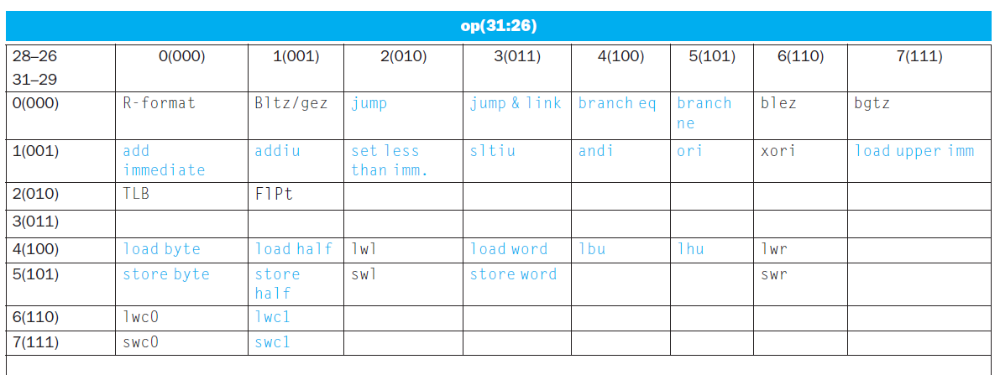 op(31:26)
28–26 0(000) 1(001) 2(010) 3(011) 4(100) 5(101) 6(110) 7(111)
31–29
0(000) R-format Bltz/gez jump jump & link branch eq branch blez bgtz
ne
1(001) add addiu set less sltiu andi ori xori load upper imm
immediate than imm.
2(010) TLB FlPt
3(011)
4(100) load byte load half lwl load word lbu lhu lwr
5(101) store byte store swl store word swr
half
6(110) lwc0 lwc1
7(111) swc0 swc1